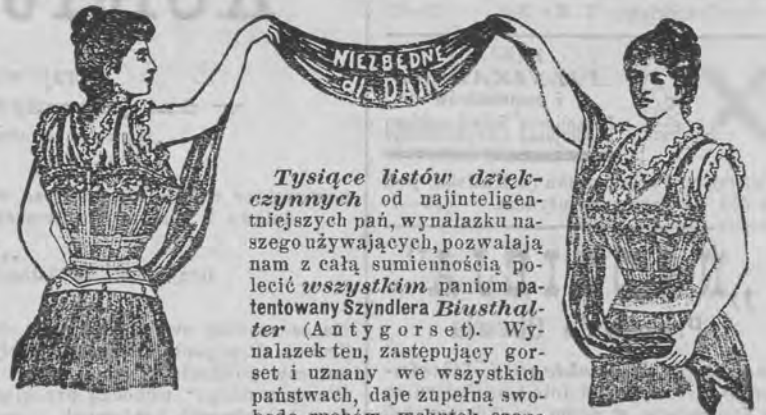 NIEZBĘDNE
dla DAM
Tysiące listów dzięk-
czynnych od najinteligen-
tniejszych pań, wynalazku na-
szego używających, pozwalają
nam z całą sumiennością po-
lecić wszystkim paniom pa-
tentowany Szyndlera Biusthal-
ter (Antygorset). Wy-
nalazek ten, zastępujący gor-
set i uznany we wszystkich
państwach, daje zupełną swo-